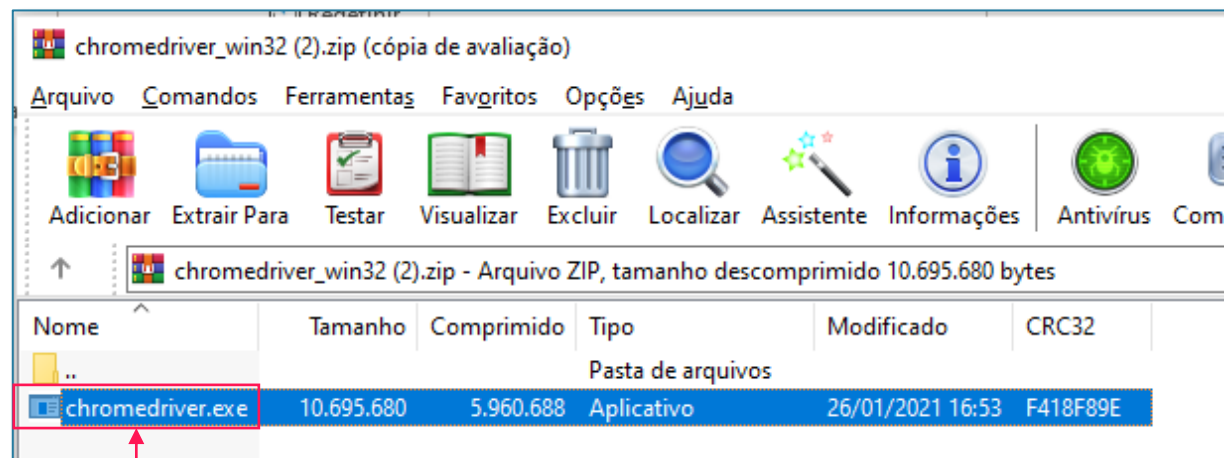 Redefinir
chromedriver_win32 (2).zip (cópia de avaliação)
Arquivo Comandos Ferramentas Favoritos Opções Ajuda
Adicionar Extrair Para Testar Visualizar Excluir Localizar Assistente Informações Antivírus Com
chromedriver_win32 (2).zip - Arquivo ZIP, tamanho descomprimido 10.695.680 bytes
Nome Tamanho Comprimido Tipo Modificado CRC32
.. Pasta de arquivos
chromedriver.exe 10.695.680 5.960.688 Aplicativo 26/01/2021 16:53 F418F89E